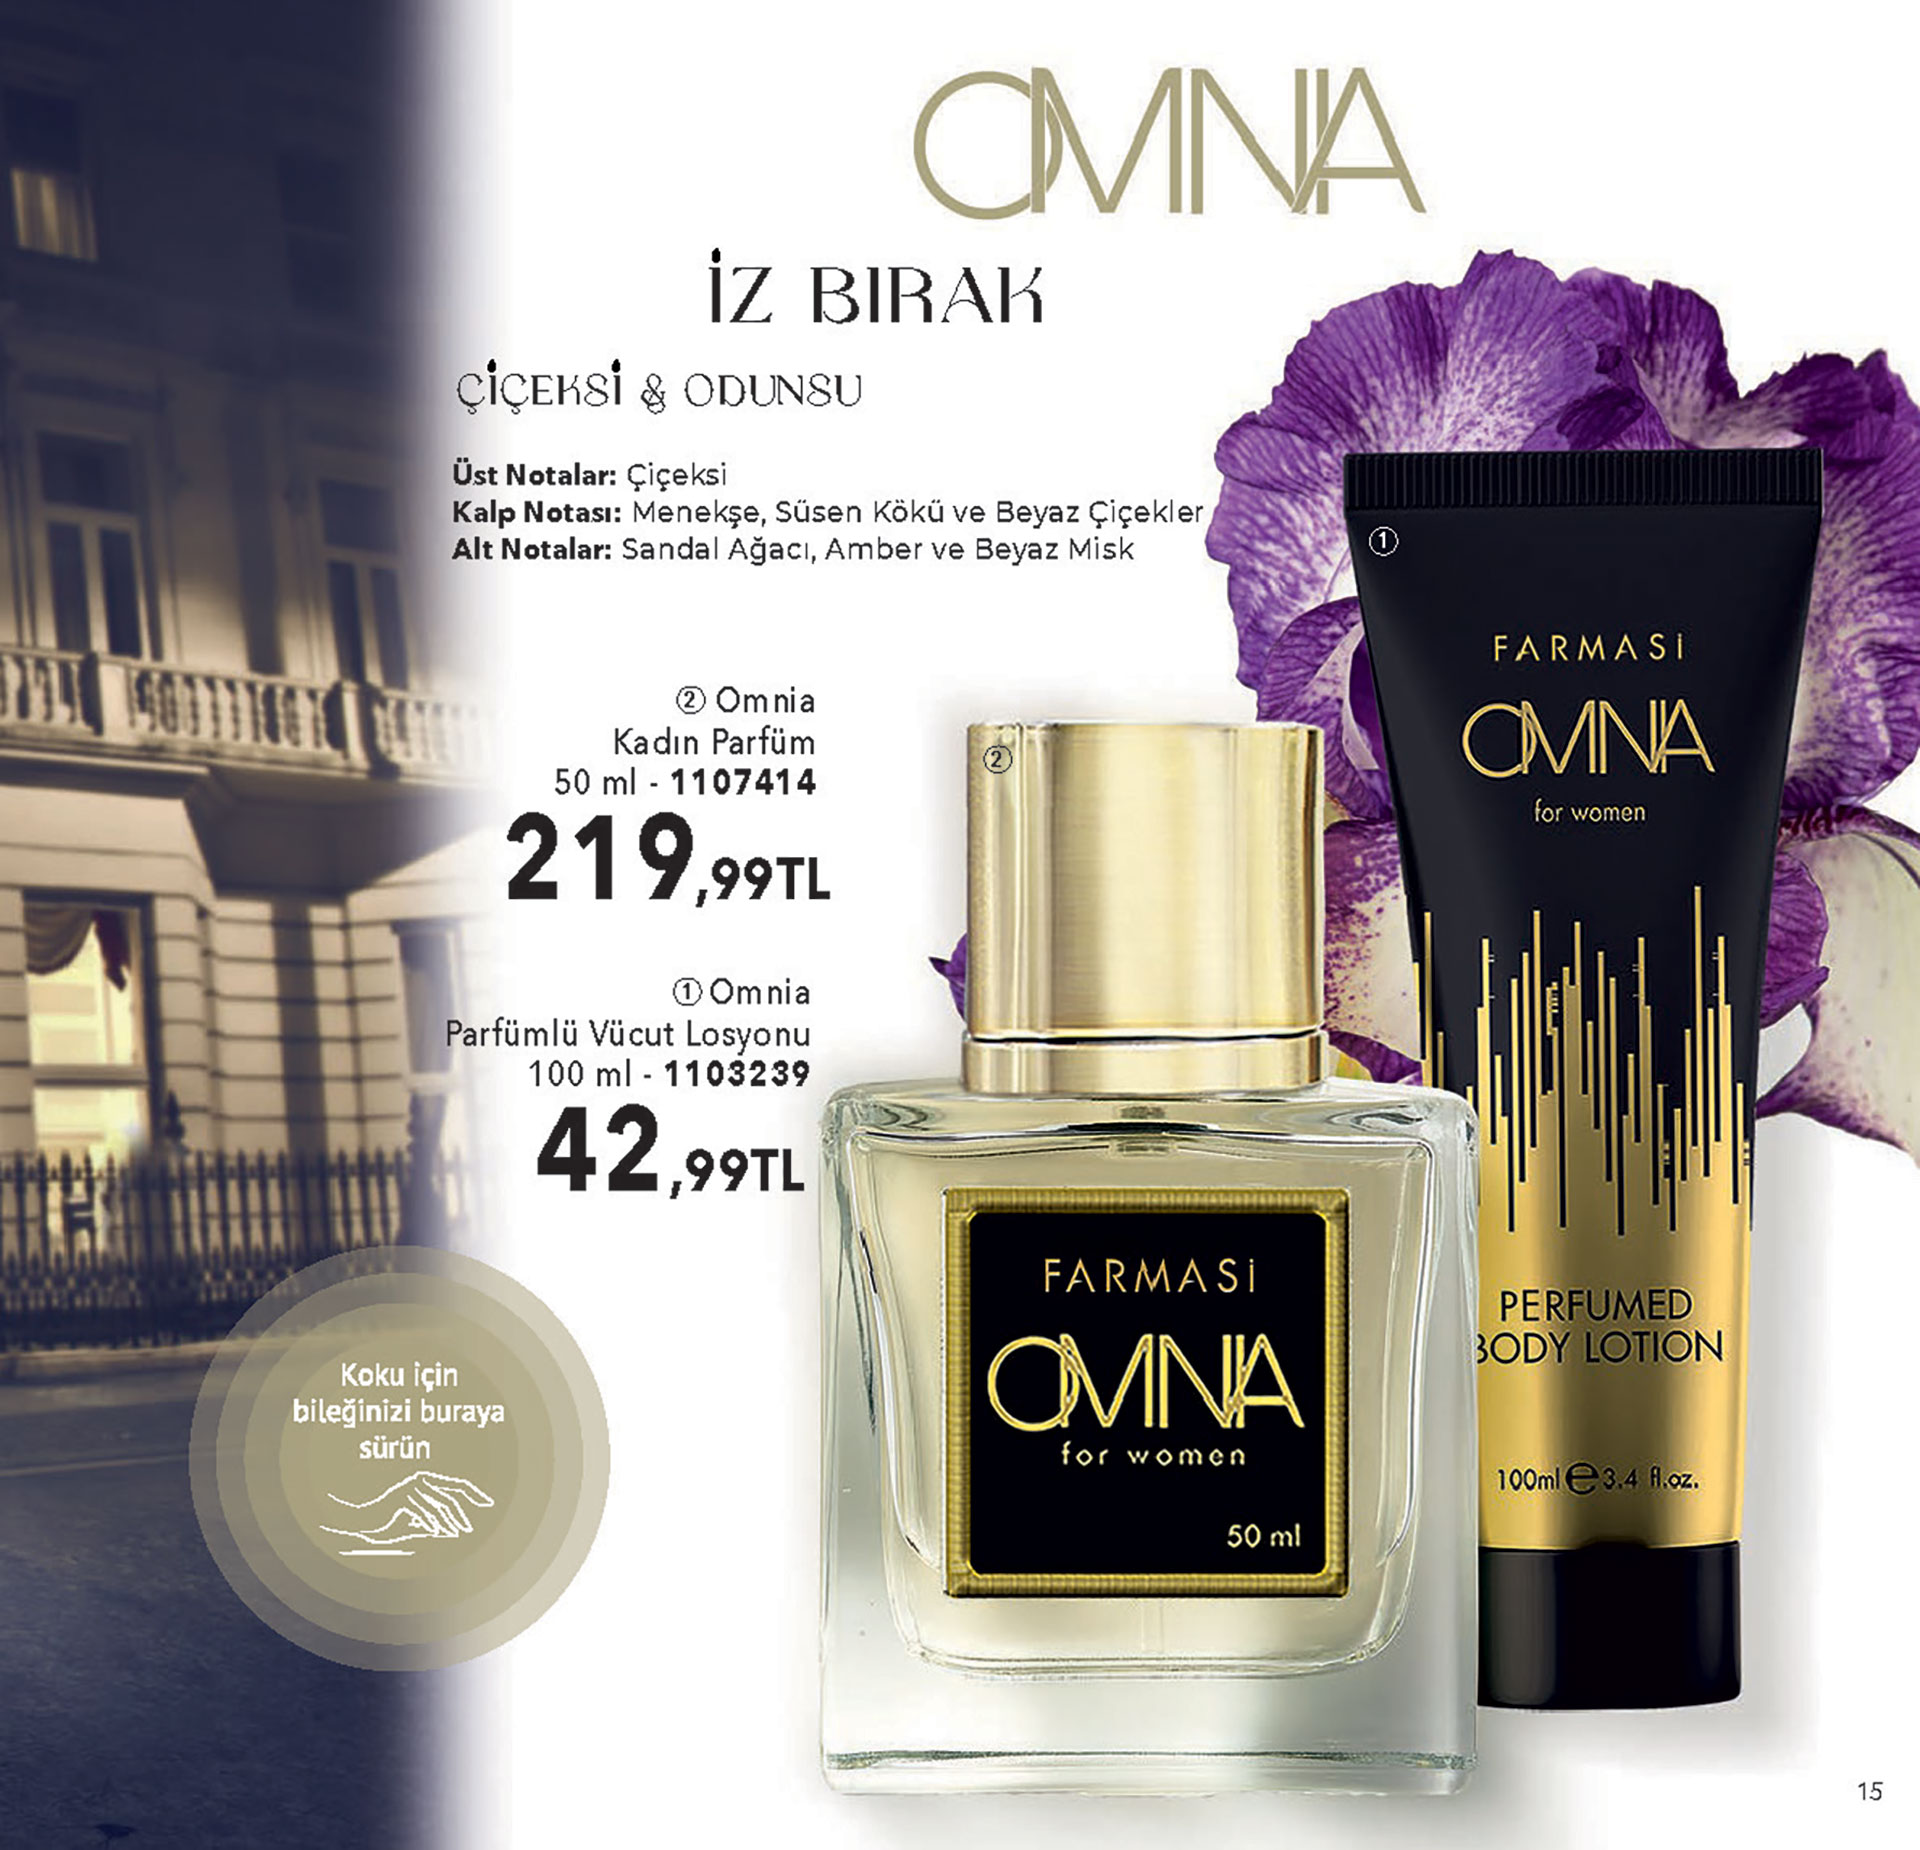 OMNIA
İZ BIRAK
ÇİÇEKSİ & ODUNSU
Üst Notalar: Çiçeksi
Kalp Notası: Menekşe, Süsen Kökü ve Beyaz Çiçekler
Alt Notalar: Sandal Ağacı, Amber ve Beyaz Misk
② Omnia
Kadın Parfüm
50 ml - 1107414
219,99TL
① Omnia
Parfümlü Vücut Losyonu
100 ml - 1103239
42,99TL
Koku için
bileğinizi buraya
sürün
②
FARMASİ
OMNIA
for women
50 ml
①
FARMASİ
OMNIA
for women
PERFUMED
BODY LOTION
100ml e 3.4 fl.oz.
15